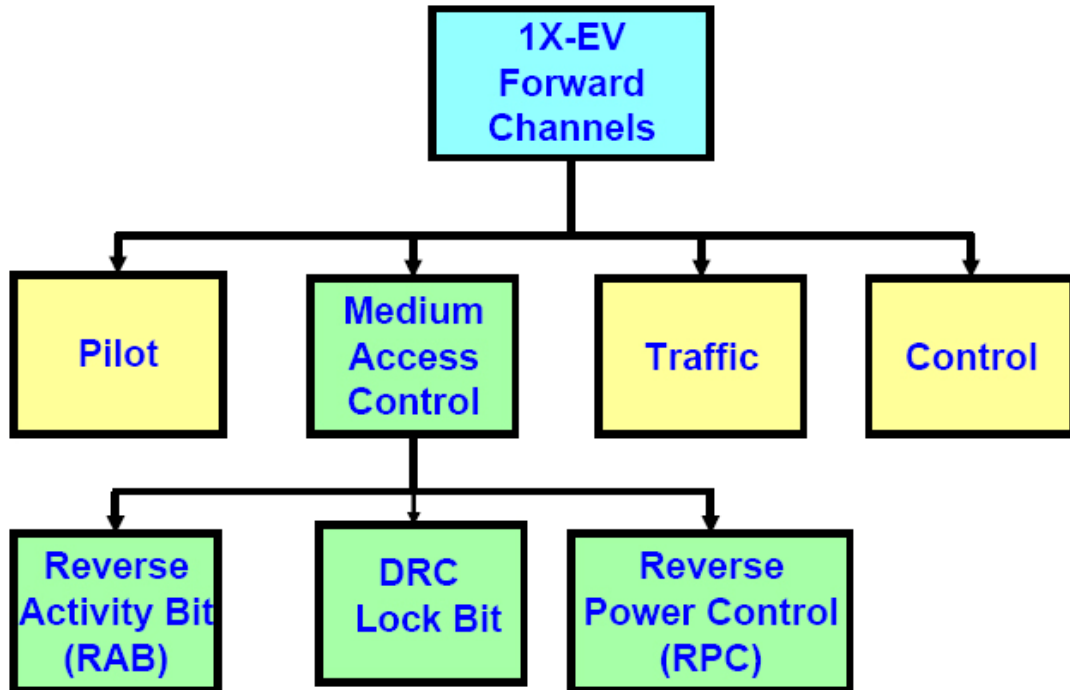 1X-EV
Forward
Channels
Pilot
Medium
Access
Control
Traffic
Control
Reverse
Activity Bit
(RAB)
DRC
Lock Bit
Reverse
Power Control
(RPC)